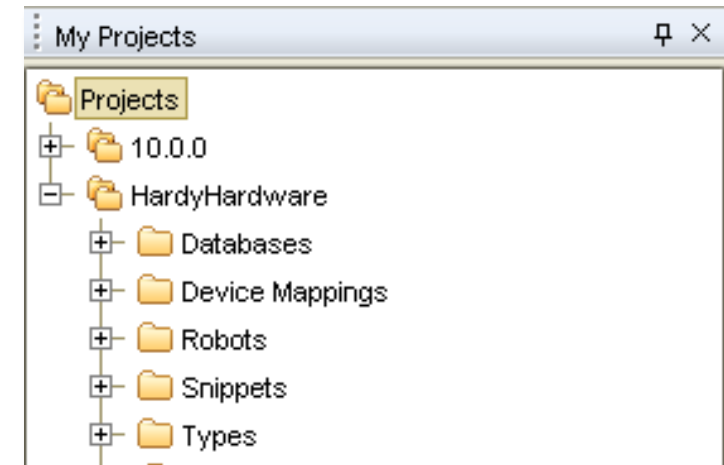 My Projects
Projects
10.0.0
HardyHardware
Databases
Device Mappings
Robots
Snippets
Types